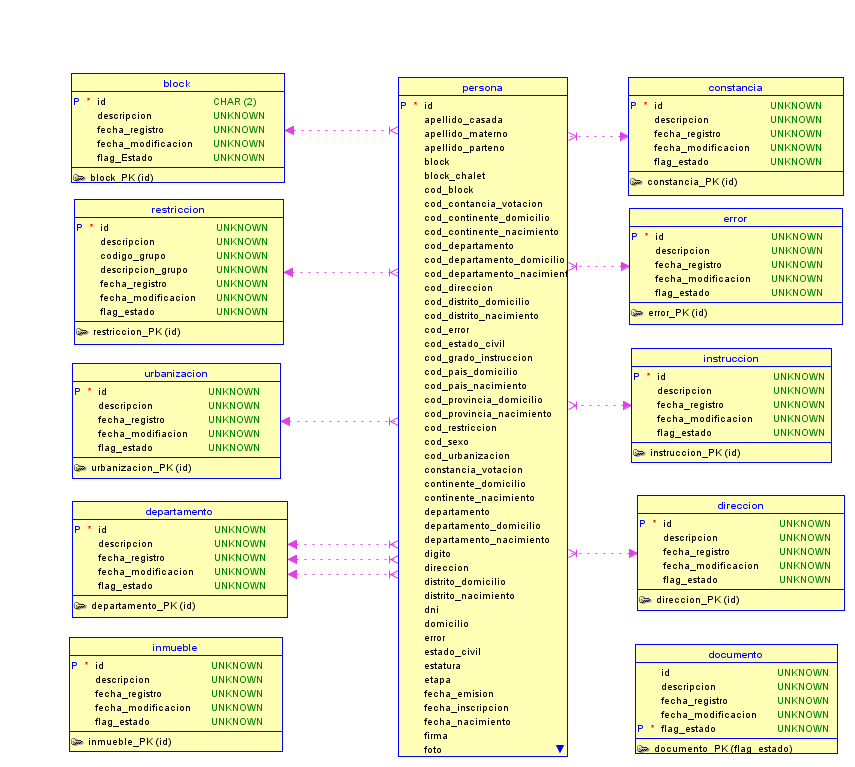 block
P * id CHAR (2)
descripcion UNKNOWN
fecha_registro UNKNOWN
fecha_modificacion UNKNOWN
flag_Estado UNKNOWN
block_PK (id)
restriccion
P * id UNKNOWN
descripcion UNKNOWN
codigo_grupo UNKNOWN
descripcion_grupo UNKNOWN
fecha_registro UNKNOWN
fecha_modificacion UNKNOWN
flag_estado UNKNOWN
restriccion_PK (id)
urbanizacion
P * id UNKNOWN
descripcion UNKNOWN
fecha_registro UNKNOWN
fecha_modifiacion UNKNOWN
flag_estado UNKNOWN
urbanizacion_PK (id)
departamento
P * id UNKNOWN
descripcion UNKNOWN
fecha_registro UNKNOWN
fecha_modificacion UNKNOWN
flag_estado UNKNOWN
departamento_PK (id)
inmueble
P * id UNKNOWN
descripcion UNKNOWN
fecha_registro UNKNOWN
fecha_modificacion UNKNOWN
flag_estado UNKNOWN
inmueble_PK (id)
persona
P * id
apellido_casada
apellido_materno
apellido_parteno
block
block_chalet
cod_block
cod_contancia_votacion
cod_continente_domicilio
cod_continente_nacimiento
cod_departamento
cod_departamento_domicilio
cod_departamento_nacimient
cod_direccion
cod_distrito_domicilio
cod_distrito_nacimiento
cod_error
cod_estado_civil
cod_grado_instruccion
cod_pais_domicilio
cod_pais_nacimiento
cod_provincia_domicilio
cod_provincia_nacimiento
cod_restriccion
cod_sexo
cod_urbanizacion
constancia_votacion
continente_domicilio
continente_nacimiento
departamento
departamento_domicilio
departamento_nacimiento
digito
direccion
distrito_domicilio
distrito_nacimiento
dni
domicilio
error
estado_civil
estatura
etapa
fecha_emision
fecha_inscripcion
fecha_nacimiento
firma
foto
constancia
P * id UNKNOWN
descripcion UNKNOWN
fecha_registro UNKNOWN
fecha_modificacion UNKNOWN
flag_estado UNKNOWN
constancia_PK (id)
error
P * id UNKNOWN
descripcion UNKNOWN
fecha_registro UNKNOWN
fecha_modificacion UNKNOWN
flag_estado UNKNOWN
error_PK (id)
instruccion
P * id UNKNOWN
descripcion UNKNOWN
fecha_registro UNKNOWN
fecha_modificacion UNKNOWN
flag_estado UNKNOWN
instruccion_PK (id)
direccion
P * id UNKNOWN
descripcion UNKNOWN
fecha_registro UNKNOWN
fecha_modificacion UNKNOWN
flag_estado UNKNOWN
direccion_PK (id)
documento
id UNKNOWN
descripcion UNKNOWN
fecha_registro UNKNOWN
fecha_modificacion UNKNOWN
P * flag_estado UNKNOWN
documento_PK (flag_estado)